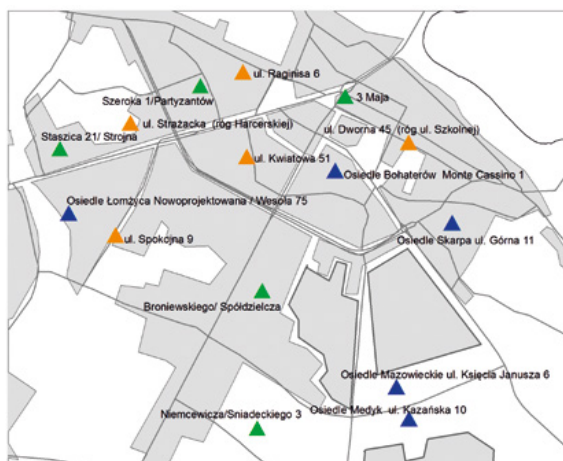 ul. Raginisa 6
Szeroka 1/Partyzantów
3 Maja
ul. Strażacka (róg Harcerskiej)
ul. Dworna 45 (róg ul. Szkolnej)
Staszica 21/ Strojna
ul. Kwiatowa 51
Osiedle Bohaterów Monte Cassino 1
Osiedle Łomżyca Nowoprojektowana / Wesoła 75
ul. Spokojna 9
Osiedle Skarpa ul. Górna 11
Broniewskiego/ Spółdzielcza
Osiedle Mazowieckie ul. Księcia Janusza 6
Osiedle Medyk ul. Kazańska 10
Niemcewicza/Sniadeckiego 3